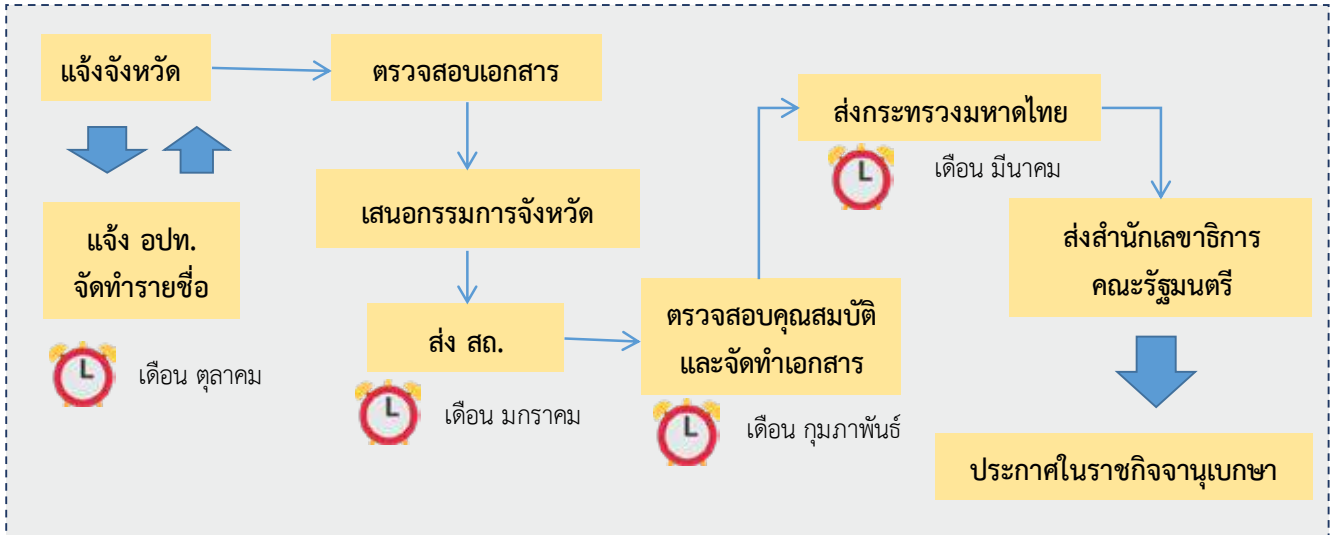 แจ้งจังหวัด
ตรวจสอบเอกสาร
แจ้ง อปท.
จัดทำรายชื่อ
เดือน ตุลาคม
เสนอกรรมการจังหวัด
ส่ง สถ.
เดือน มกราคม
ตรวจสอบคุณสมบัติ
และจัดทำเอกสาร
เดือน กุมภาพันธ์
ส่งกระทรวงมหาดไทย
เดือน มีนาคม
ส่งสำนักเลขาธิการ
คณะรัฐมนตรี
ประกาศในราชกิจจานุเบกษา